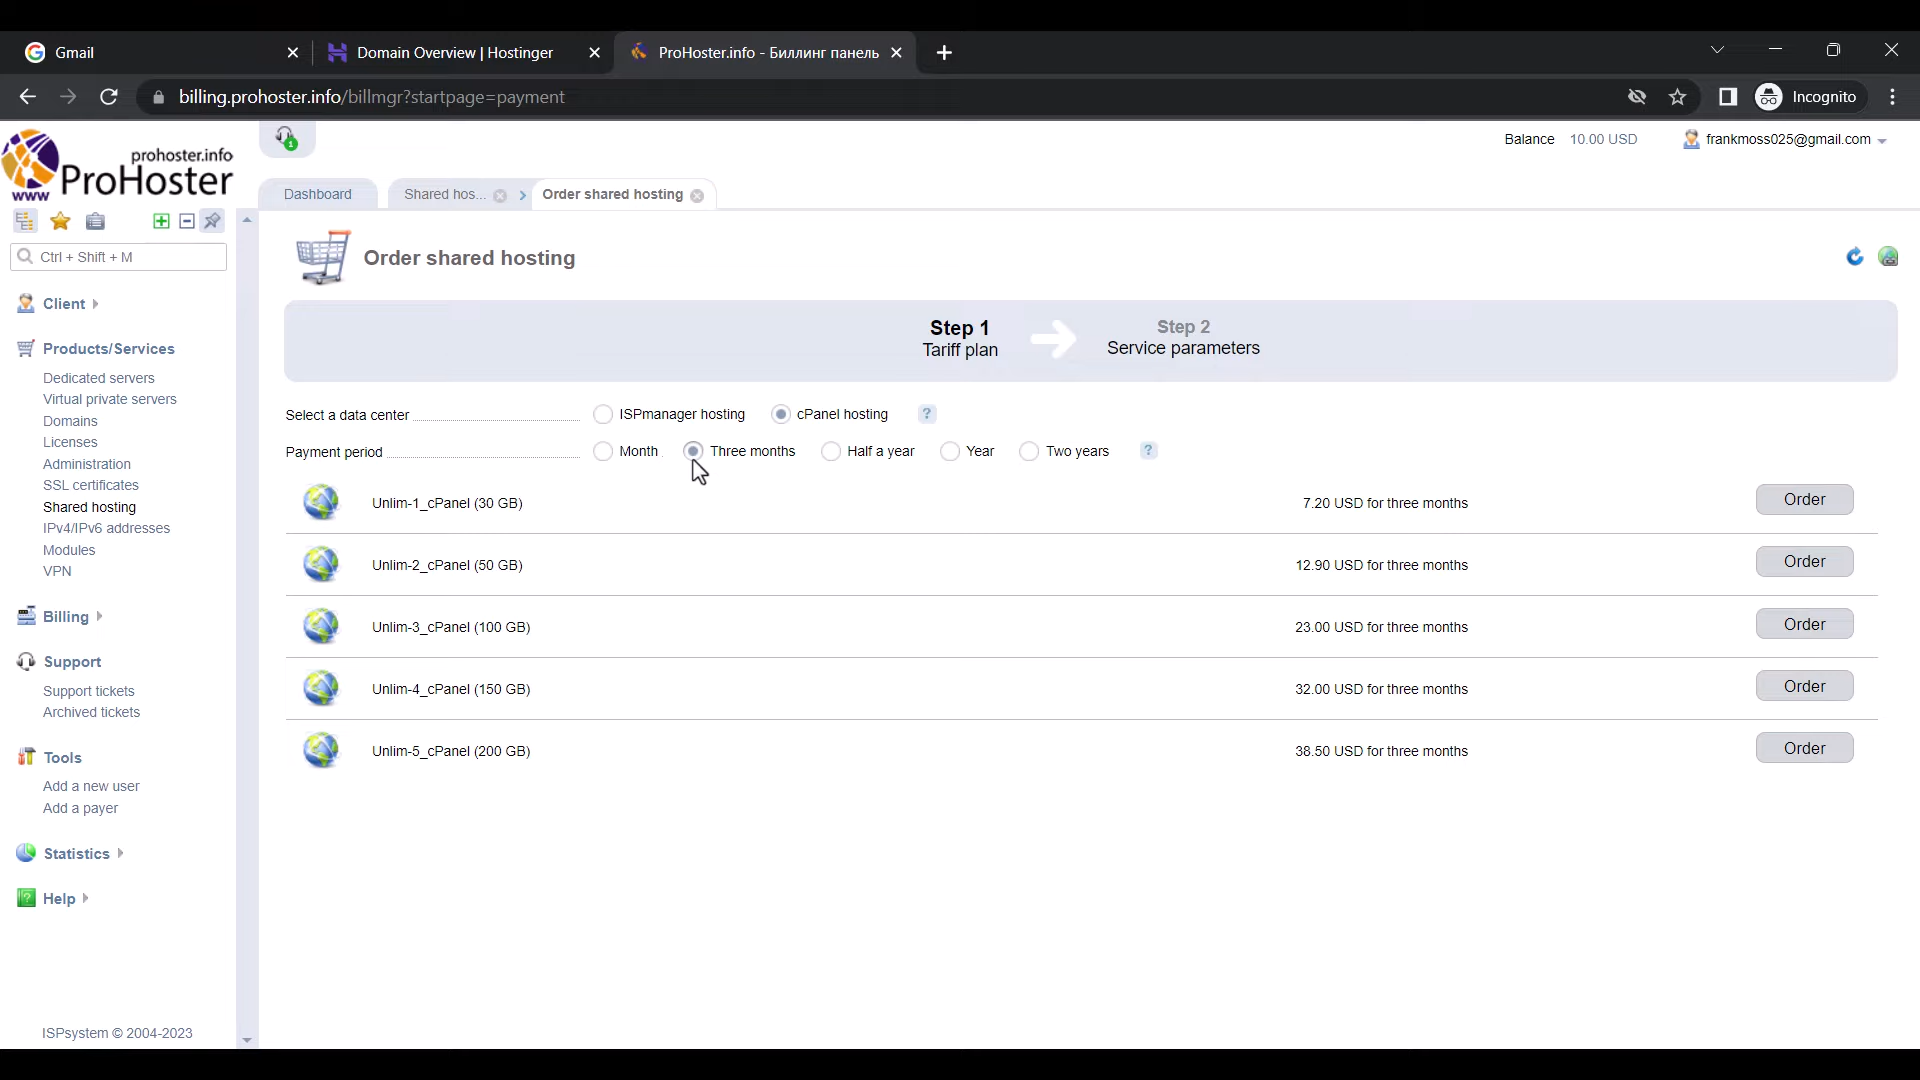 Gmail
Domain Overview | Hostinger
ProHoster.info - Биллинг панель
billing.prohoster.info/billmgr?startpage=payment
Incognito
prohoster.info
ProHoster
www
1
Balance 10.00 USD
frankmoss025@gmail.com
Dashboard
Shared hos...
Order shared hosting
Ctrl + Shift + M
Client
Products/Services
Dedicated servers
Virtual private servers
Domains
Licenses
Administration
SSL certificates
Shared hosting
IPv4/IPv6 addresses
Modules
VPN
Billing
Support
Support tickets
Archived tickets
Tools
Add a new user
Add a payer
Statistics
Help
ISPsystem © 2004-2023
Order shared hosting
Step 1
Tariff plan
Step 2
Service parameters
Select a data center ISPmanager hosting cPanel hosting ?
Payment period Month Three months Half a year Year Two years ?
Unlim-1_cPanel (30 GB) 7.20 USD for three months Order
Unlim-2_cPanel (50 GB) 12.90 USD for three months Order
Unlim-3_cPanel (100 GB) 23.00 USD for three months Order
Unlim-4_cPanel (150 GB) 32.00 USD for three months Order
Unlim-5_cPanel (200 GB) 38.50 USD for three months Order